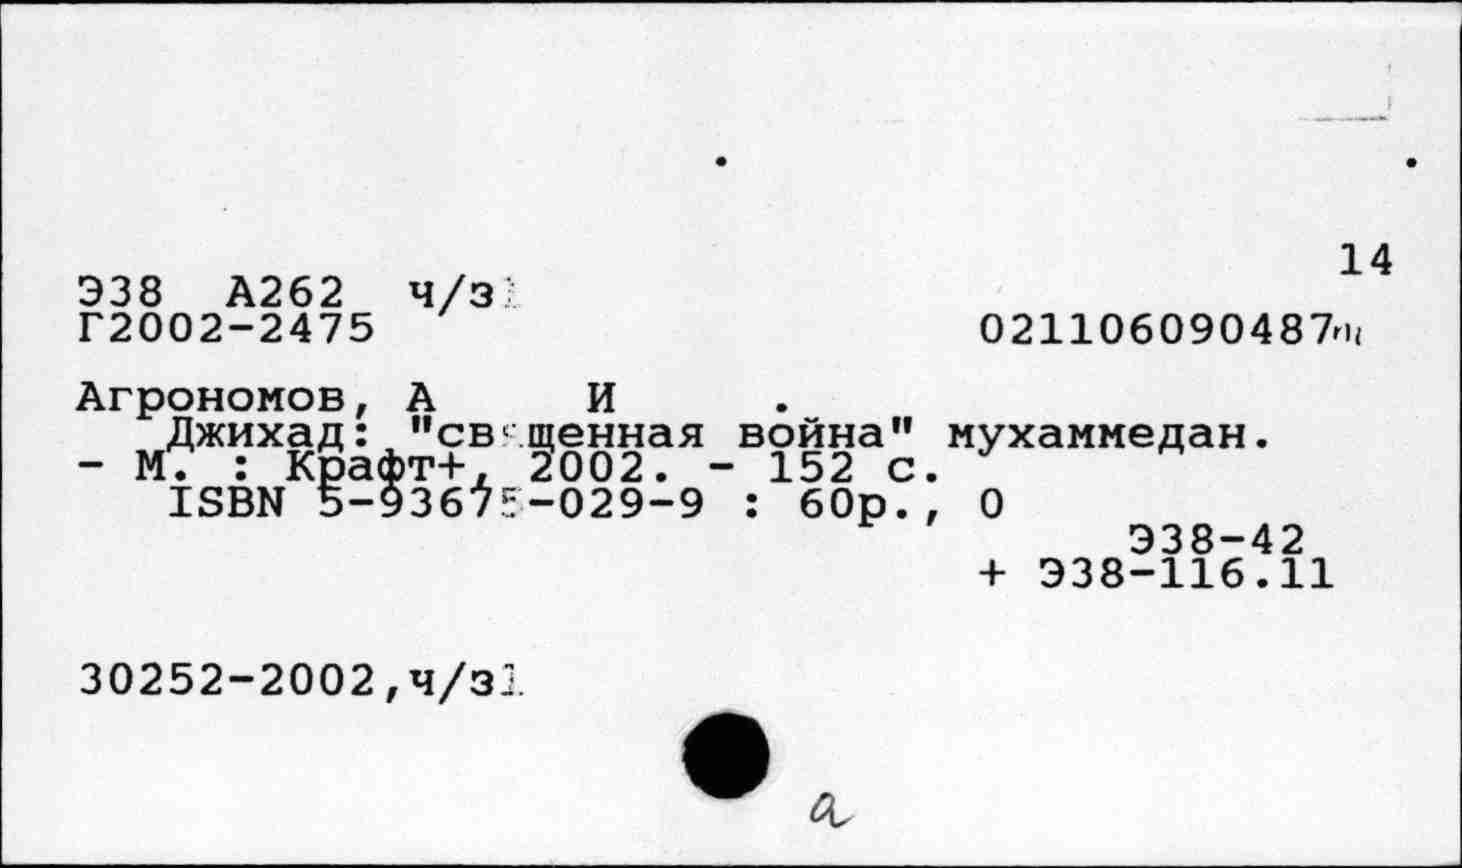 14
Э38 А262 ч/з1
Г2002-2475 021106090487
Агрономов, А И .
Джихад: "священная война" мухаммедан.
- М. : Крафт+, 2002. - 152 с.
ISBN 5-93675-029-9 : 60р., 0
Э38-42
+ Э38-116.11
30252-2002,ч/з1.
а